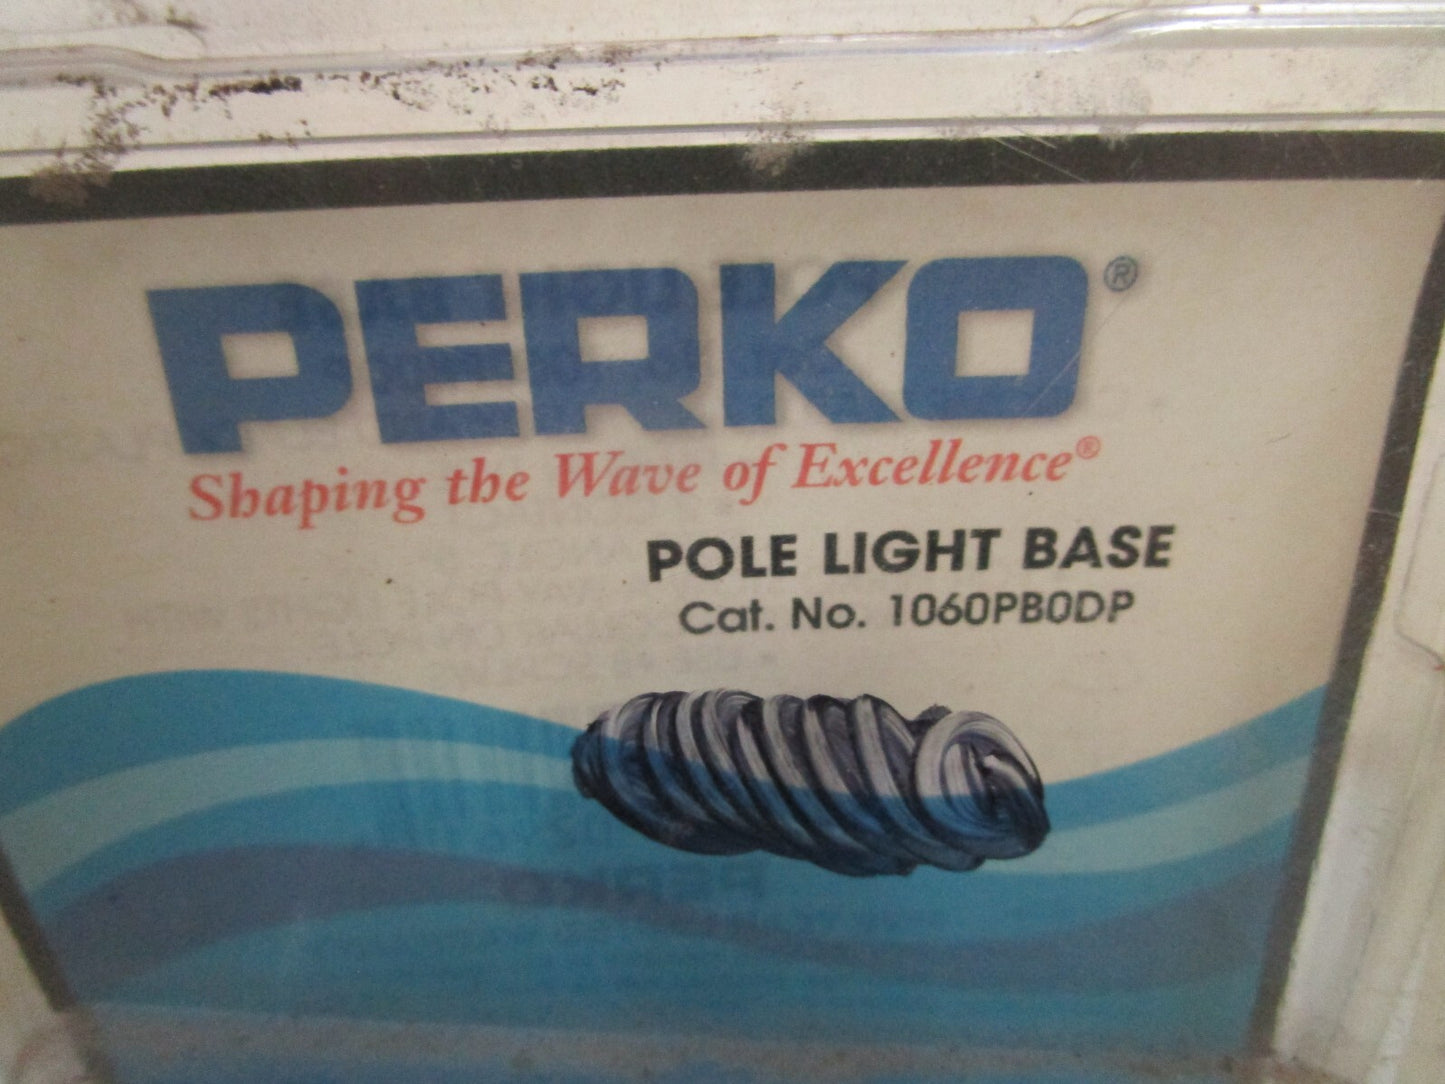 PERKO®
Shaping the Wave of Excellence®
POLE LIGHT BASE
Cat. No. 1060PB0DP